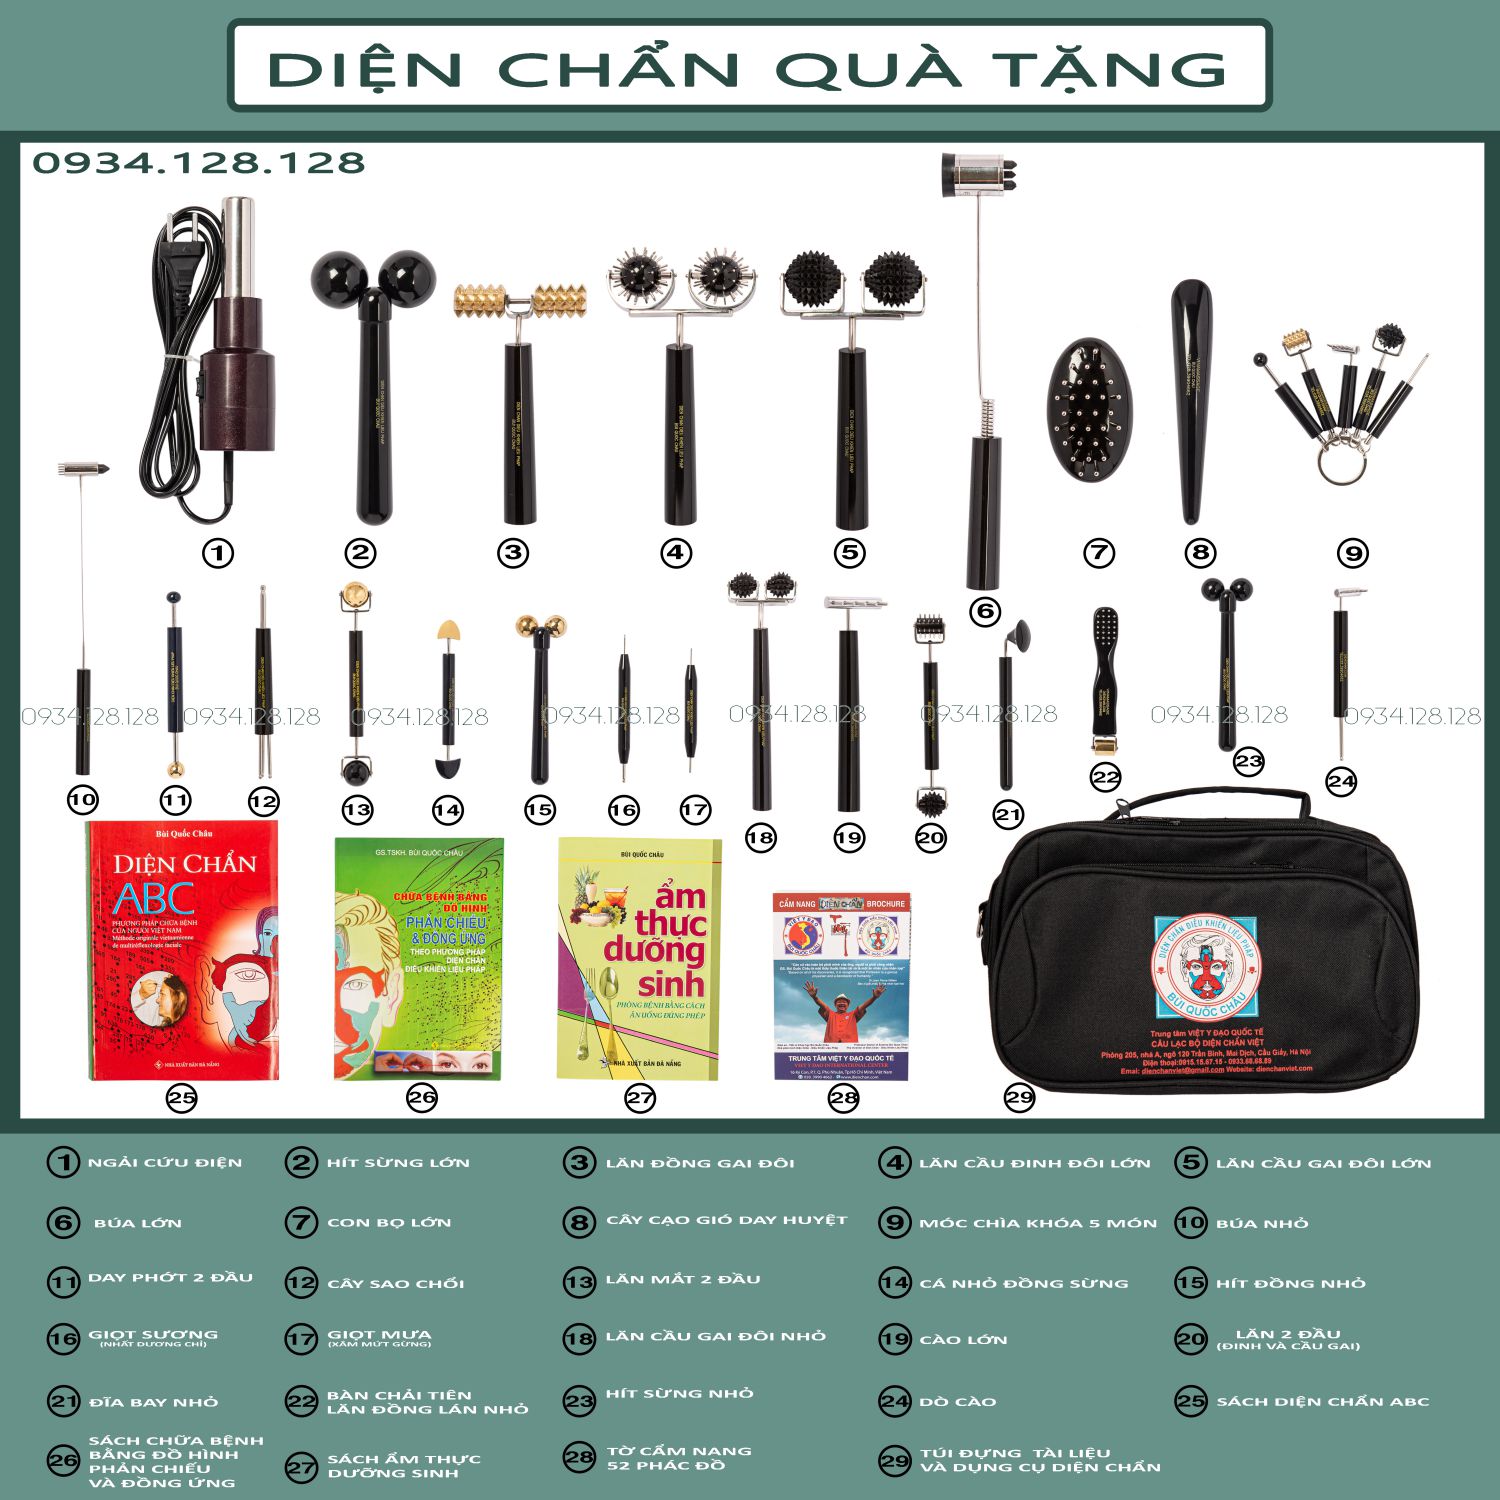 DIỆN CHẨN QUÀ TẶNG
0934.128.128
1
2
3
4
5
6
7
8
9
0934.128.128
0934.128.128
0934.128.128
0934.128.128
0934.128.128
0934.128.128
0934.128.128
0934.128.128
10
11
12
13
14
15
16
17
18
19
20
21
22
23
24
Bùi Quốc Châu
DIỆN CHẨN
ABC
PHƯƠNG PHÁP CHỮA BỆNH
CỦA NGƯỜI VIỆT NAM
Méthode originale vietnamienne
de multiréflexologie faciale
NHÀ XUẤT BẢN ĐÀ NẴNG
GS.TSKH. BÙI QUỐC CHÂU
CHỮA BỆNH BẰNG
ĐỒ HÌNH
PHẢN CHIẾU
& ĐỒNG ỨNG
THEO PHƯƠNG PHÁP
DIỆN CHẨN
ĐIỀU KHIỂN LIỆU PHÁP
BÙI QUỐC CHÂU
ẩm
thực
dưỡng
sinh
PHÒNG BỆNH BẰNG CÁCH
ĂN UỐNG ĐÚNG PHÉP
NHÀ XUẤT BẢN ĐÀ NẴNG
CẨM NANG DIỆN CHẨN BROCHURE
VIỆT Y ĐẠO
TRUNG TÂM VIỆT Y ĐẠO QUỐC TẾ
VIET Y DAO INTERNATIONAL CENTER
DIỆN CHẨN ĐIỀU KHIỂN LIỆU PHÁP
BÙI QUỐC CHÂU
Trung tâm VIỆT Y ĐẠO QUỐC TẾ
CÂU LẠC BỘ DIỆN CHẨN VIỆT
Phòng 205, nhà A, ngõ 120 Trần Bình, Mai Dịch, Cầu Giấy, Hà Nội
Điện thoại:0915.15.67.15 - 0933.68.68.89
Emai: dienchanviet@gmail.com Website: dienchanviet.com
25
26
27
28
29
1 NGẢI CỨU ĐIỆN
2 HÍT SỪNG LỚN
3 LĂN ĐỒNG GAI ĐÔI
4 LĂN CẦU ĐINH ĐÔI LỚN
5 LĂN CẦU GAI ĐÔI LỚN
6 BÚA LỚN
7 CON BỌ LỚN
8 CÂY CẠO GIÓ DAY HUYỆT
9 MÓC CHÌA KHÓA 5 MÓN
10 BÚA NHỎ
11 DAY PHỚT 2 ĐẦU
12 CÂY SAO CHỔI
13 LĂN MẮT 2 ĐẦU
14 CÁ NHỎ ĐỒNG SỪNG
15 HÍT ĐỒNG NHỎ
16 GIỌT SƯƠNG
(NHẤT DƯƠNG CHỈ)
17 GIỌT MƯA
(XĂM MỨT GỪNG)
18 LĂN CẦU GAI ĐÔI NHỎ
19 CÀO LỚN
20 LĂN 2 ĐẦU
(ĐINH VÀ CẦU GAI)
21 ĐĨA BAY NHỎ
22 BÀN CHẢI TIÊN
LĂN ĐỒNG LÁN NHỎ
23 HÍT SỪNG NHỎ
24 DÒ CÀO
25 SÁCH DIỆN CHẨN ABC
26 SÁCH CHỮA BỆNH
BẰNG ĐỒ HÌNH
PHẢN CHIẾU
VÀ ĐỒNG ỨNG
27 SÁCH ẨM THỰC
DƯỠNG SINH
28 TỜ CẨM NANG
52 PHÁC ĐỒ
29 TÚI ĐỰNG TÀI LIỆU
VÀ DỤNG CỤ DIỆN CHẨN